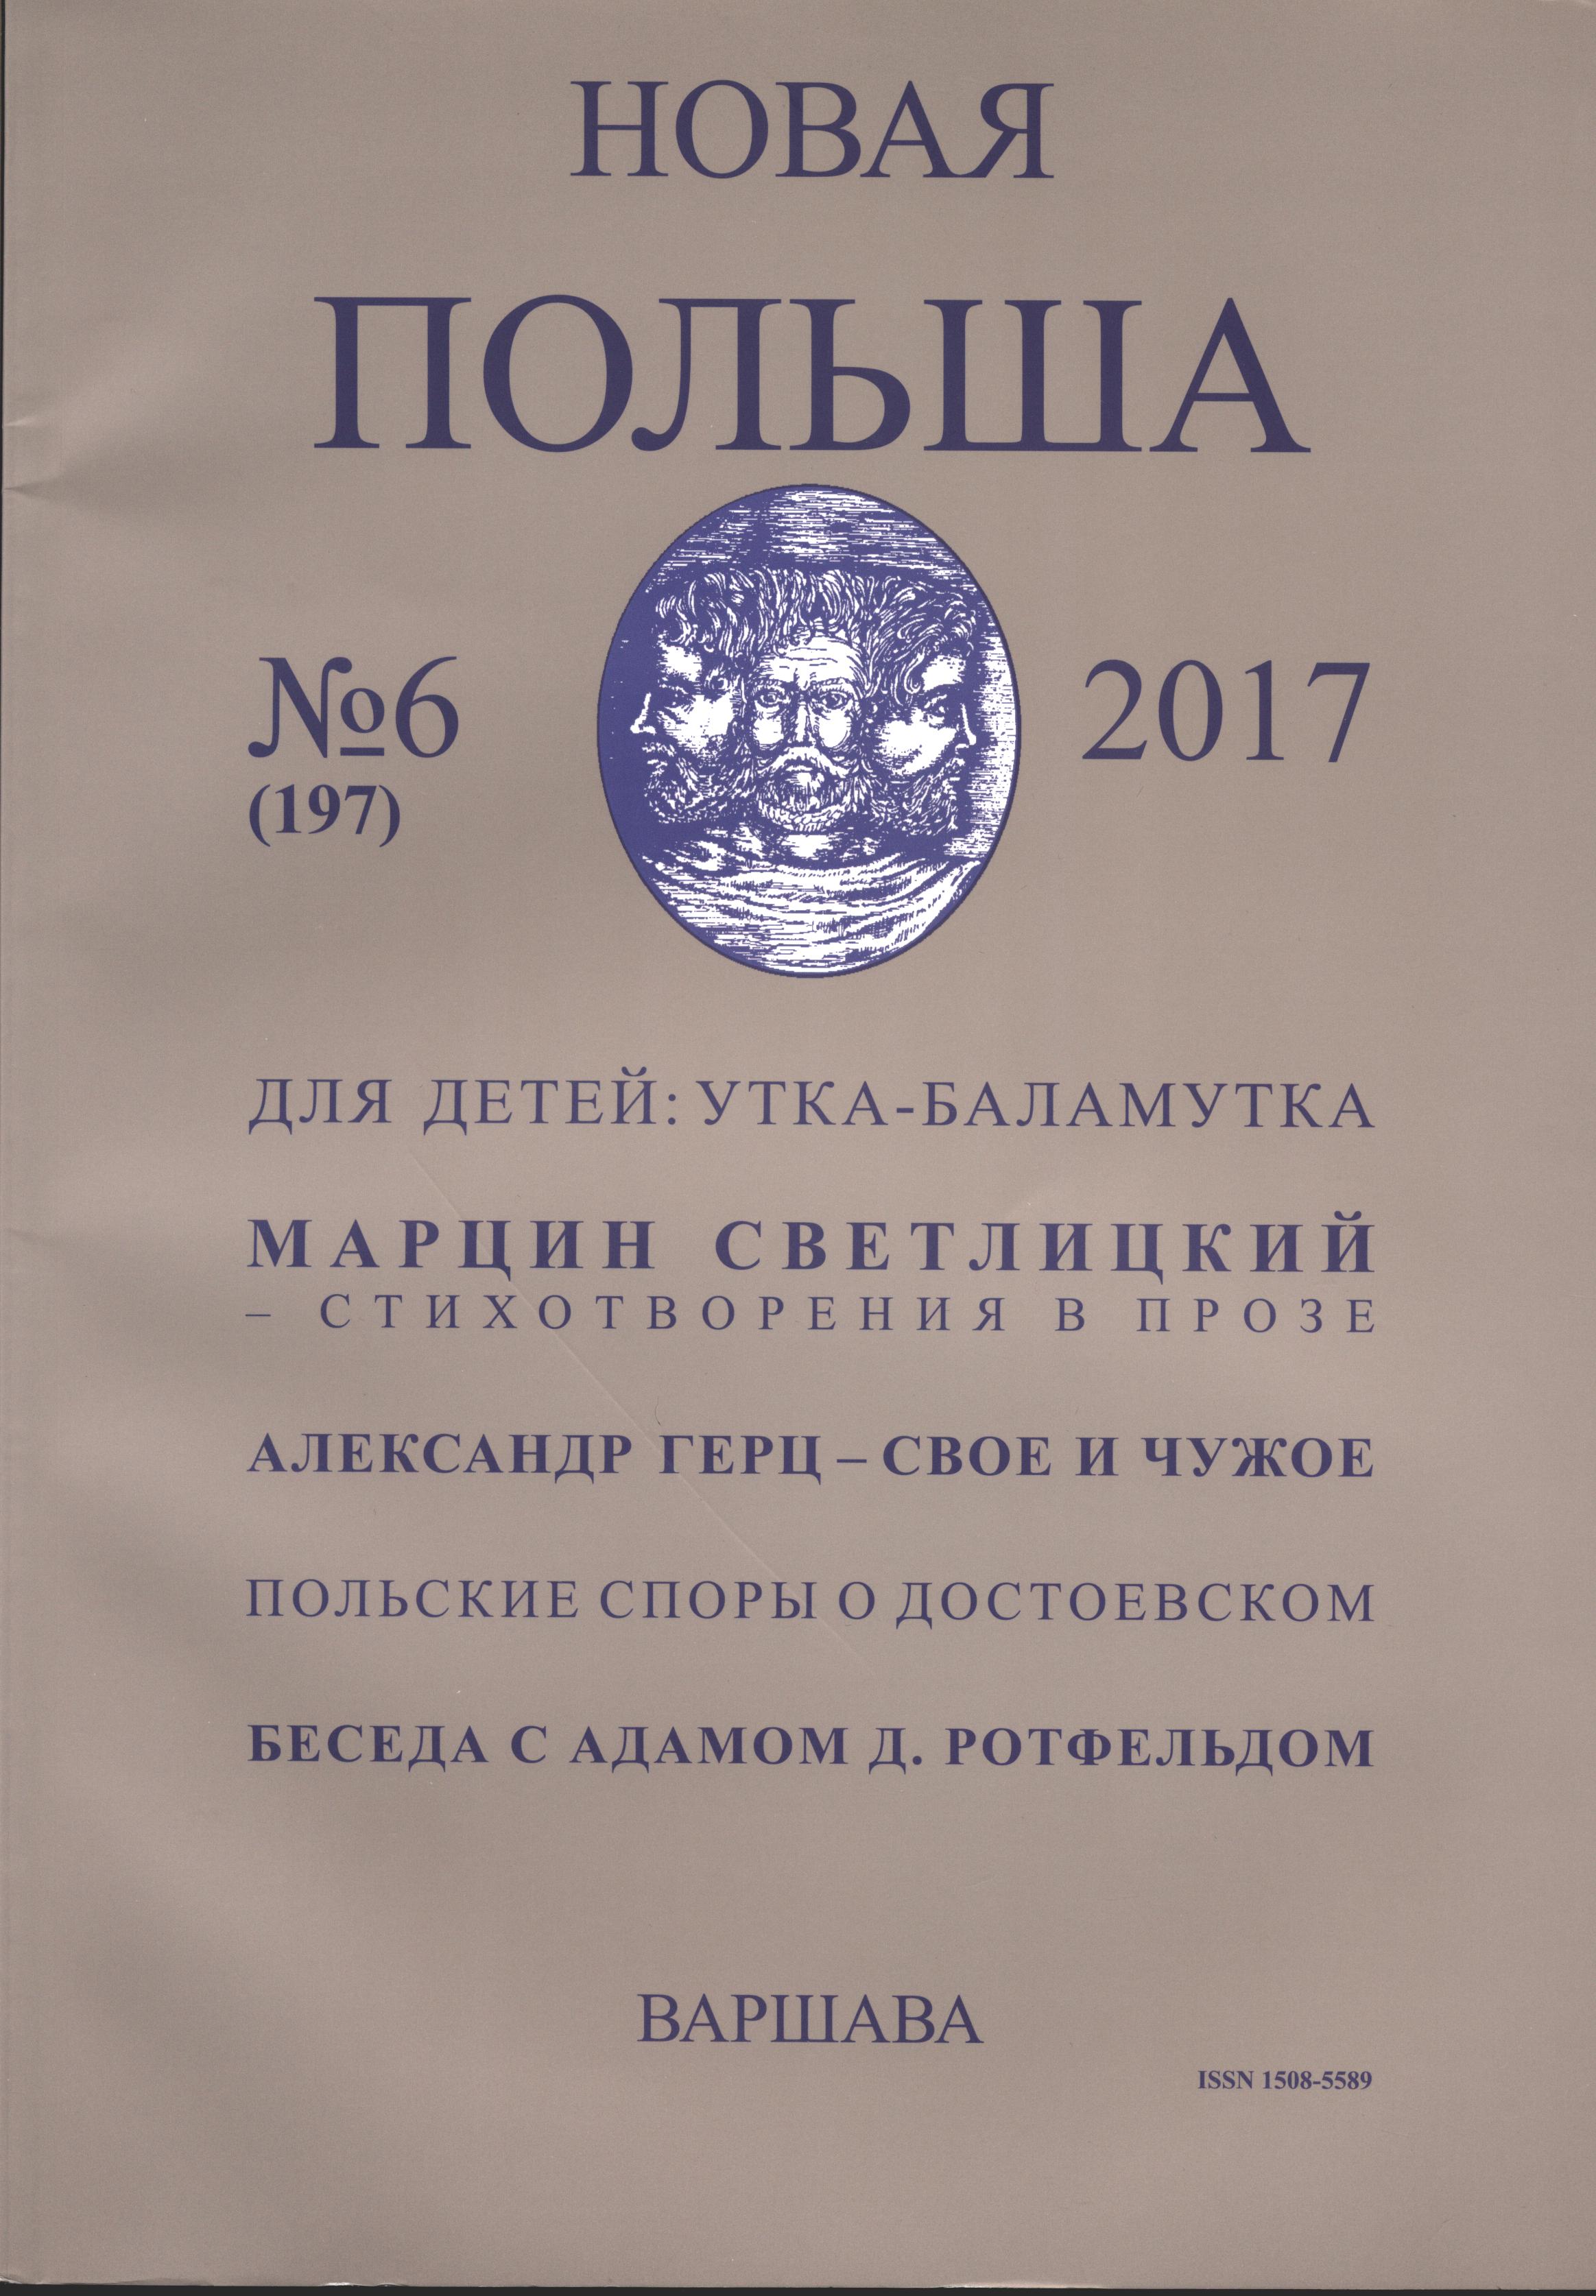 НОВАЯ
ПОЛЬША
№6
2017
(197)
ДЛЯ ДЕТЕЙ: УТКА-БАЛАМУТКА
МАРЦИН СВЕТЛИЦКИЙ
– СТИХОТВОРЕНИЯ В ПРОЗЕ
АЛЕКСАНДР ГЕРЦ – СВОЕ И ЧУЖОЕ
ПОЛЬСКИЕ СПОРЫ О ДОСТОЕВСКОМ
БЕСЕДА С АДАМОМ Д. РОТФЕЛЬДОМ
ВАРШАВА
ISSN 1508-5589